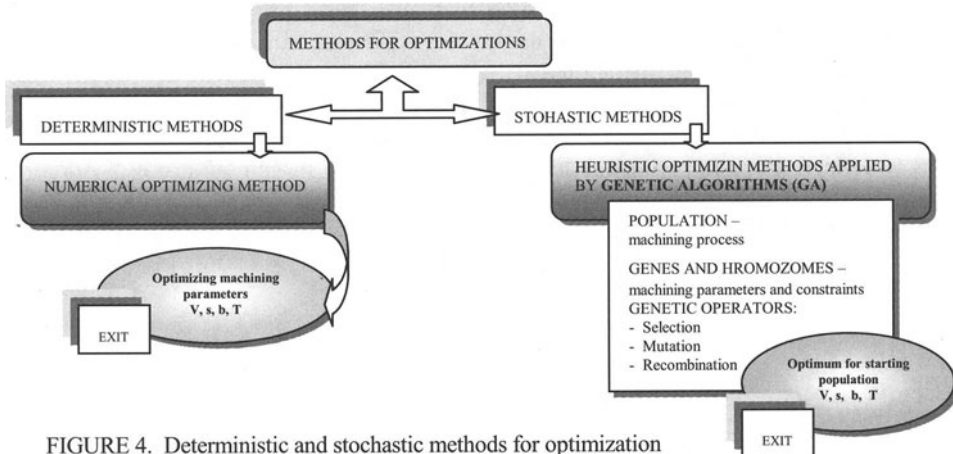 METHODS FOR OPTIMIZATIONS
DETERMINISTIC METHODS
STOHASTIC METHODS
NUMERICAL OPTIMIZING METHOD
HEURISTIC OPTIMIZIN METHODS APPLIED
BY GENETIC ALGORITHMS (GA)
Optimizing machining
parameters
V, s, b, T
EXIT
POPULATION –
machining process
GENES AND HROMOZOMES –
machining parameters and constraints
GENETIC OPERATORS:
- Selection
- Mutation
- Recombination
Optimum for starting
population
V, s, b, T
EXIT
FIGURE 4. Deterministic and stochastic methods for optimization